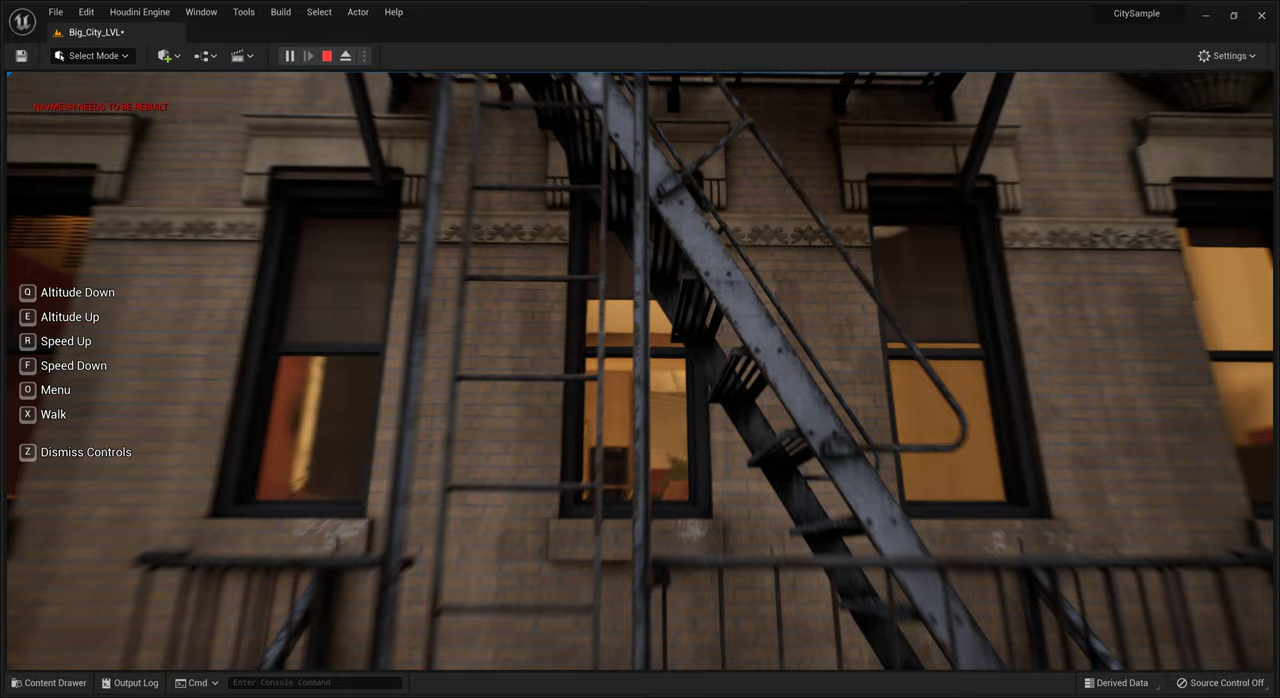 File Edit Houdini Engine Window Tools Build Select Actor Help CitySample
Big_City_LVL*
Select Mode Settings
NAVMESH NEEDS TO BE REBUILT
Q Altitude Down
E Altitude Up
R Speed Up
F Speed Down
O Menu
X Walk
Z Dismiss Controls
Content Drawer Output Log Cmd Enter Console Command Derived Data Source Control Off